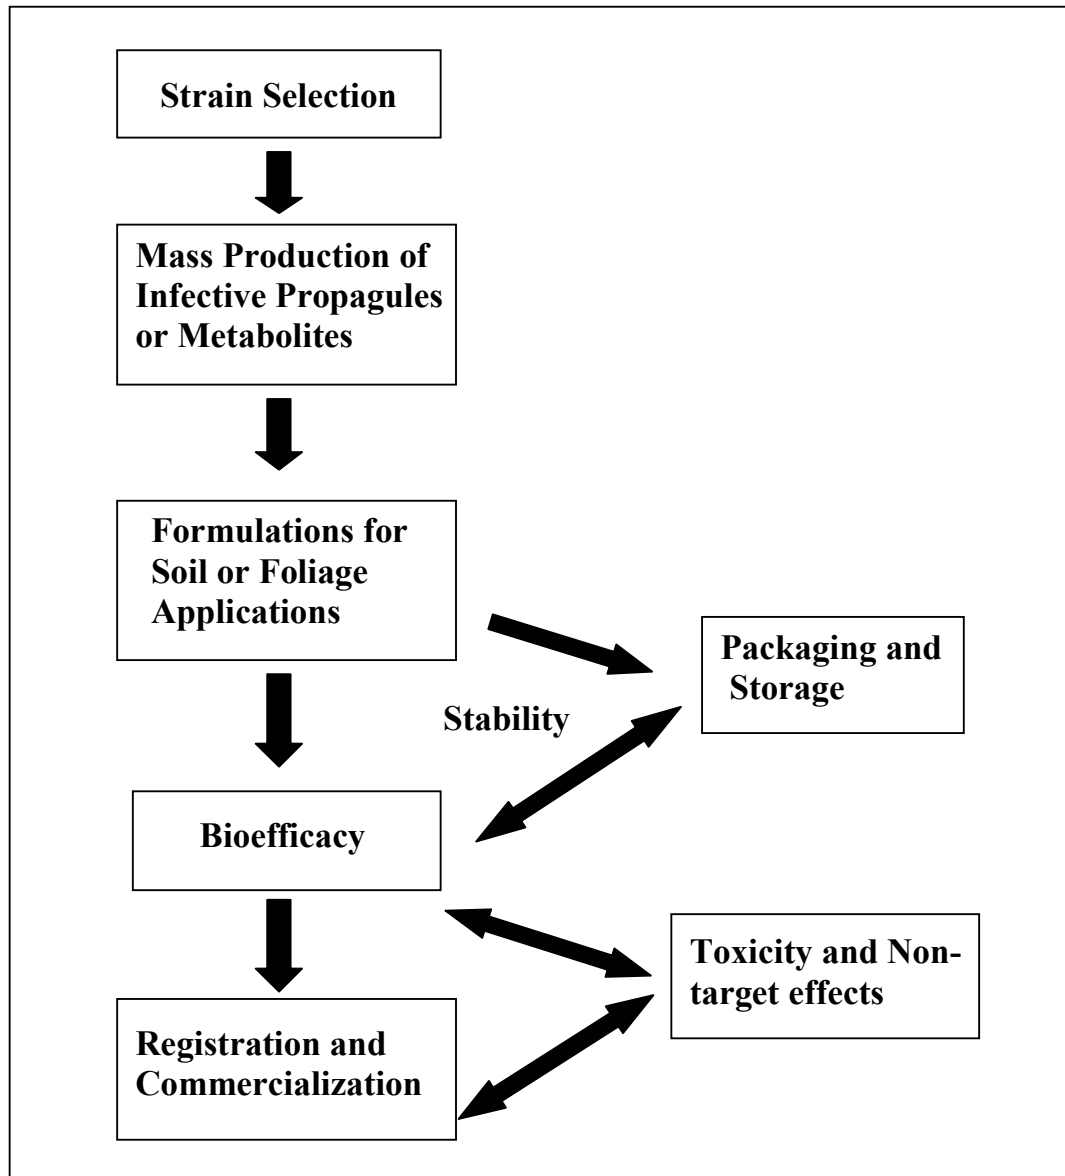 Strain Selection
Mass Production of
Infective Propagules
or Metabolites
Formulations for
Soil or Foliage
Applications
Packaging and
Storage
Stability
Bioefficacy
Toxicity and Non-
target effects
Registration and
Commercialization